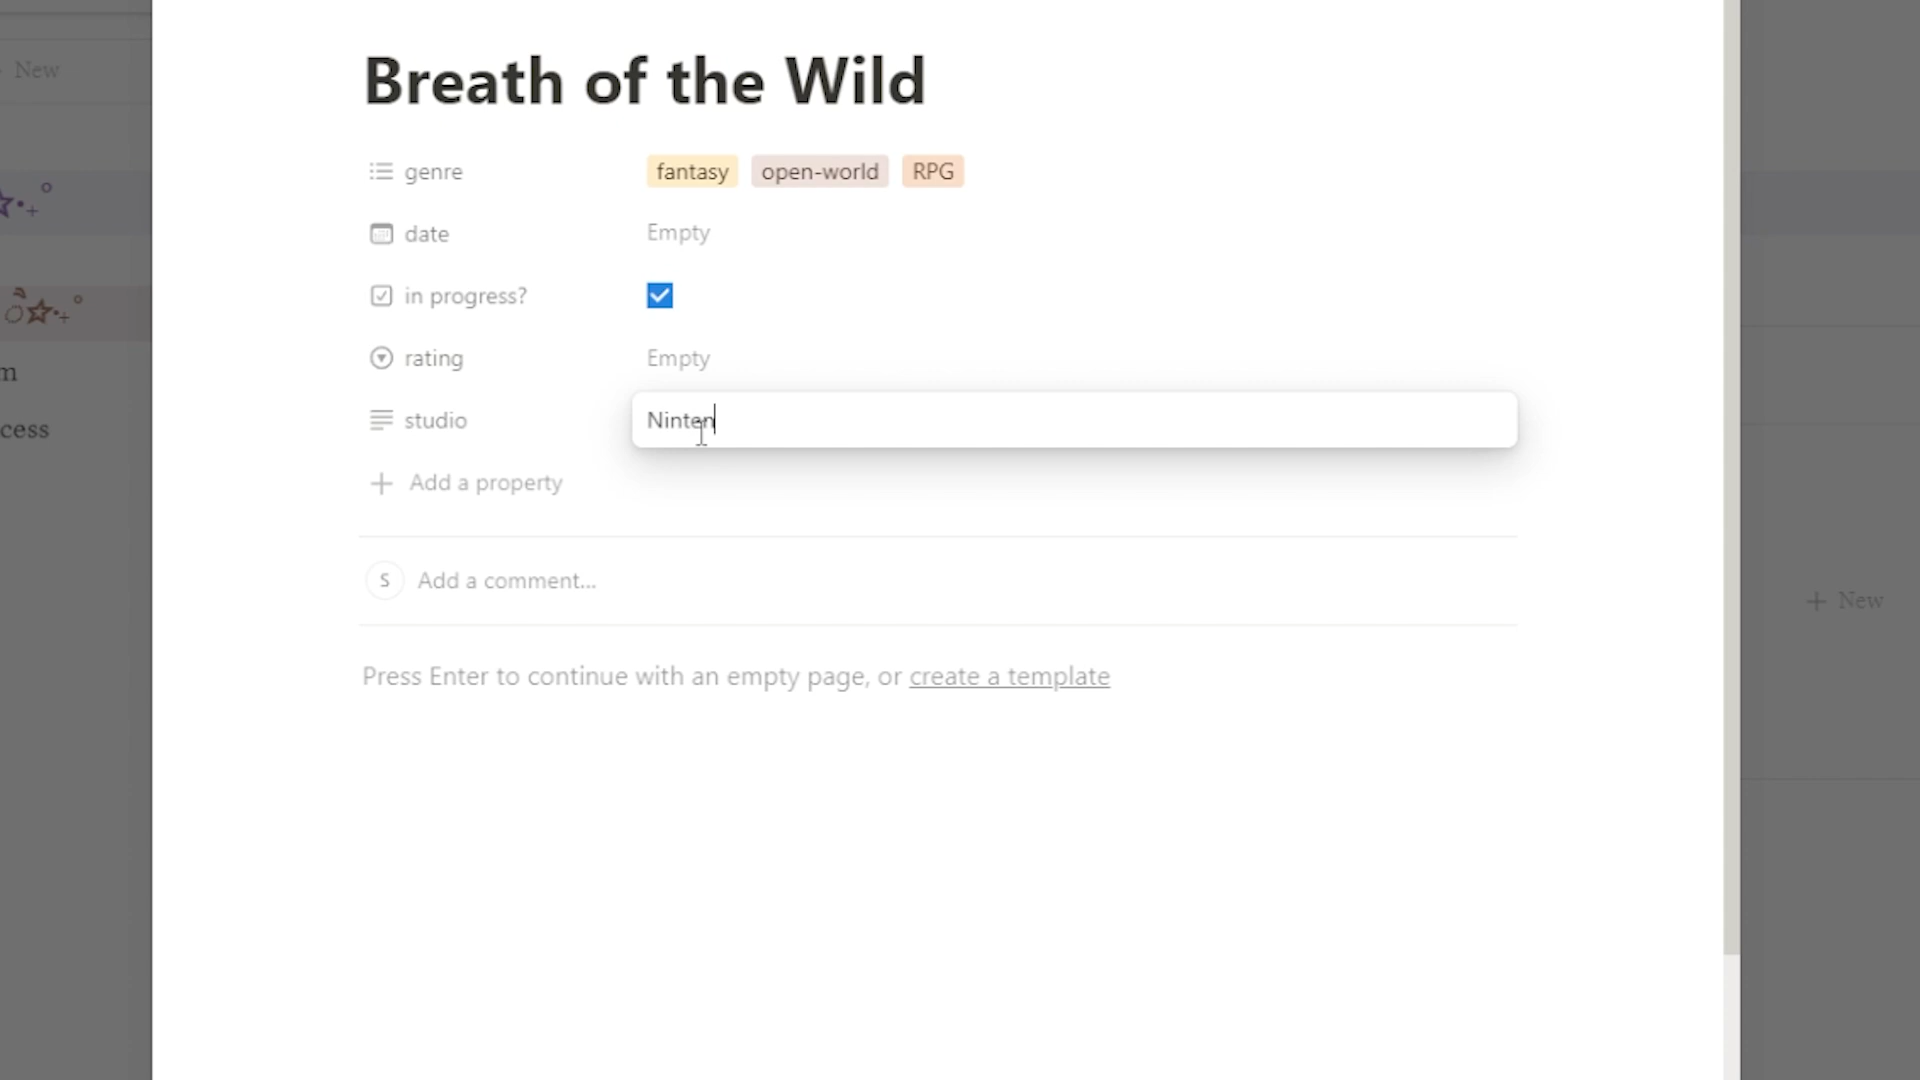 Breath of the Wild
New
genre fantasy open-world RPG
date Empty
in progress?
rating Empty
m
studio Ninten
cess
Add a property
S Add a comment...
New
Press Enter to continue with an empty page, or create a template